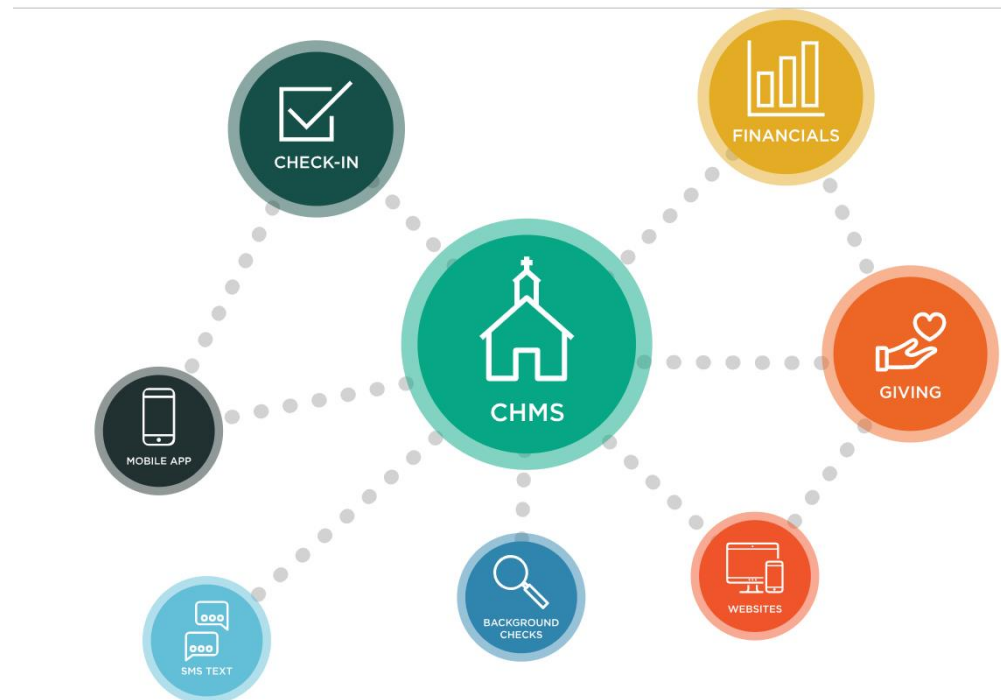 CHECK-IN
FINANCIALS
CHMS
GIVING
MOBILE APP
BACKGROUND
CHECKS
WEBSITES
SMS TEXT